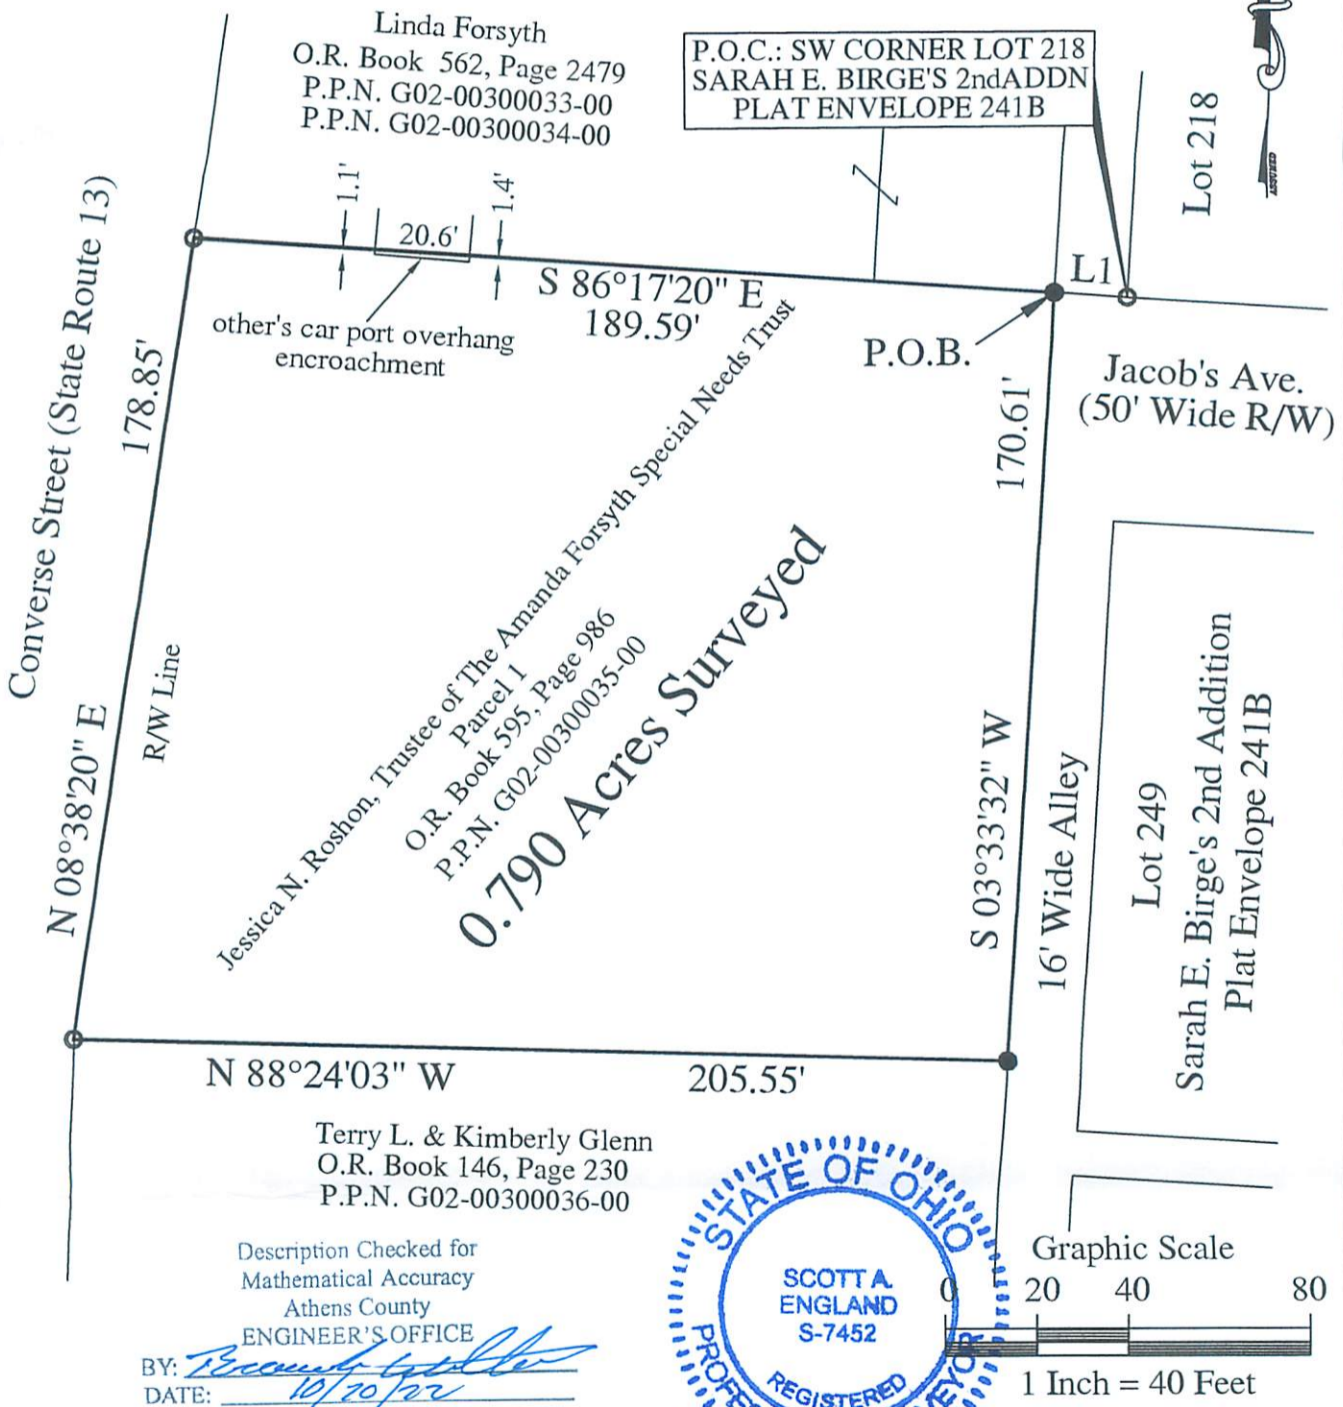 Linda Forsyth
O.R. Book 562, Page 2479
P.P.N. G02-00300033-00
P.P.N. G02-00300034-00
P.O.C.: SW CORNER LOT 218
SARAH E. BIRGE'S 2ndADDN
PLAT ENVELOPE 241B
Lot 218
ASSUMED
Converse Street (State Route 13)
1.1'
20.6'
1.4'
L1
S 86°17'20" E
189.59'
other's car port overhang
encroachment
P.O.B.
Jacob's Ave.
(50' Wide R/W)
178.85'
N 08°38'20" E
R/W Line
170.61'
S 03°33'32" W
16' Wide Alley
Jessica N. Roshon, Trustee of The Amanda Forsyth Special Needs Trust
Parcel 1
O.R. Book 595, Page 986
P.P.N. G02-00300035-00
0.790 Acres Surveyed
Lot 249
Sarah E. Birge's 2nd Addition
Plat Envelope 241B
N 88°24'03" W
205.55'
Terry L. & Kimberly Glenn
O.R. Book 146, Page 230
P.P.N. G02-00300036-00
Description Checked for
Mathematical Accuracy
Athens County
ENGINEER'S OFFICE
BY:
DATE: 10/20/22
STATE OF OHIO
SCOTT A.
ENGLAND
S-7452
REGISTERED
Graphic Scale
0 20 40 80
1 Inch = 40 Feet